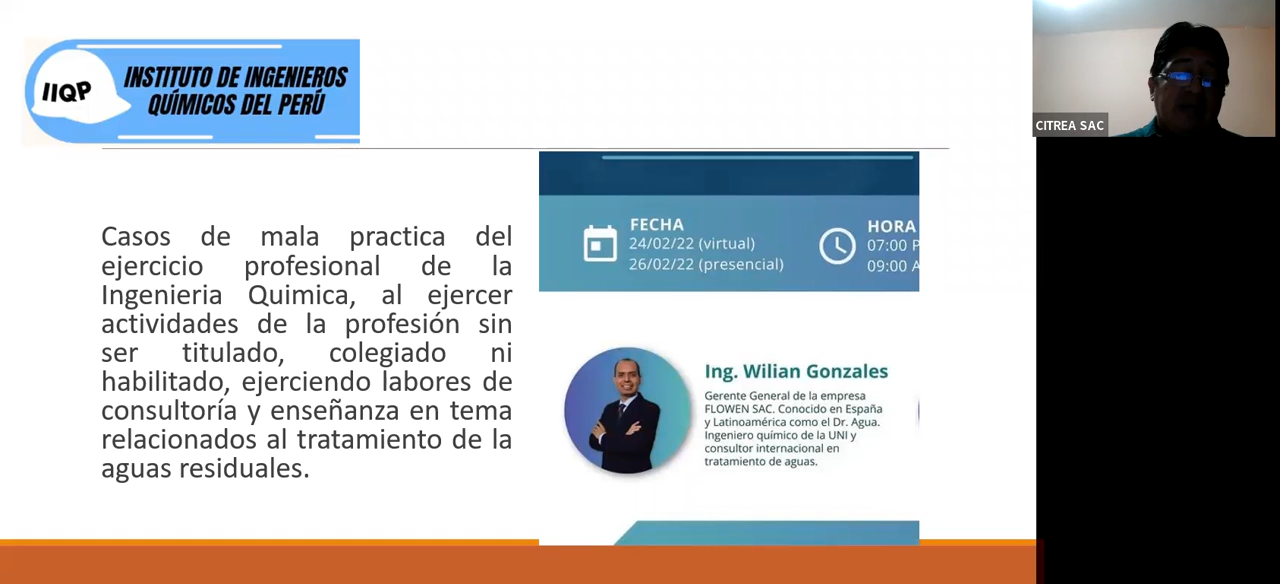 IIQP
INSTITUTO DE INGENIEROS
QUÍMICOS DEL PERÚ
CITREA SAC
Casos de mala practica del
ejercicio profesional de la
Ingenieria Quimica, al ejercer
actividades de la profesión sin
ser titulado, colegiado ni
habilitado, ejerciendo labores de
consultoría y enseñanza en tema
relacionados al tratamiento de la
aguas residuales.
FECHA
24/02/22 (virtual)
26/02/22 (presencial)
HORA
07:00 P
09:00 A
Ing. Wilian Gonzales
Gerente General de la empresa
FLOWEN SAC. Conocido en España
y Latinoamérica como el Dr. Agua.
Ingeniero químico de la UNI y
consultor internacional en
tratamiento de aguas.